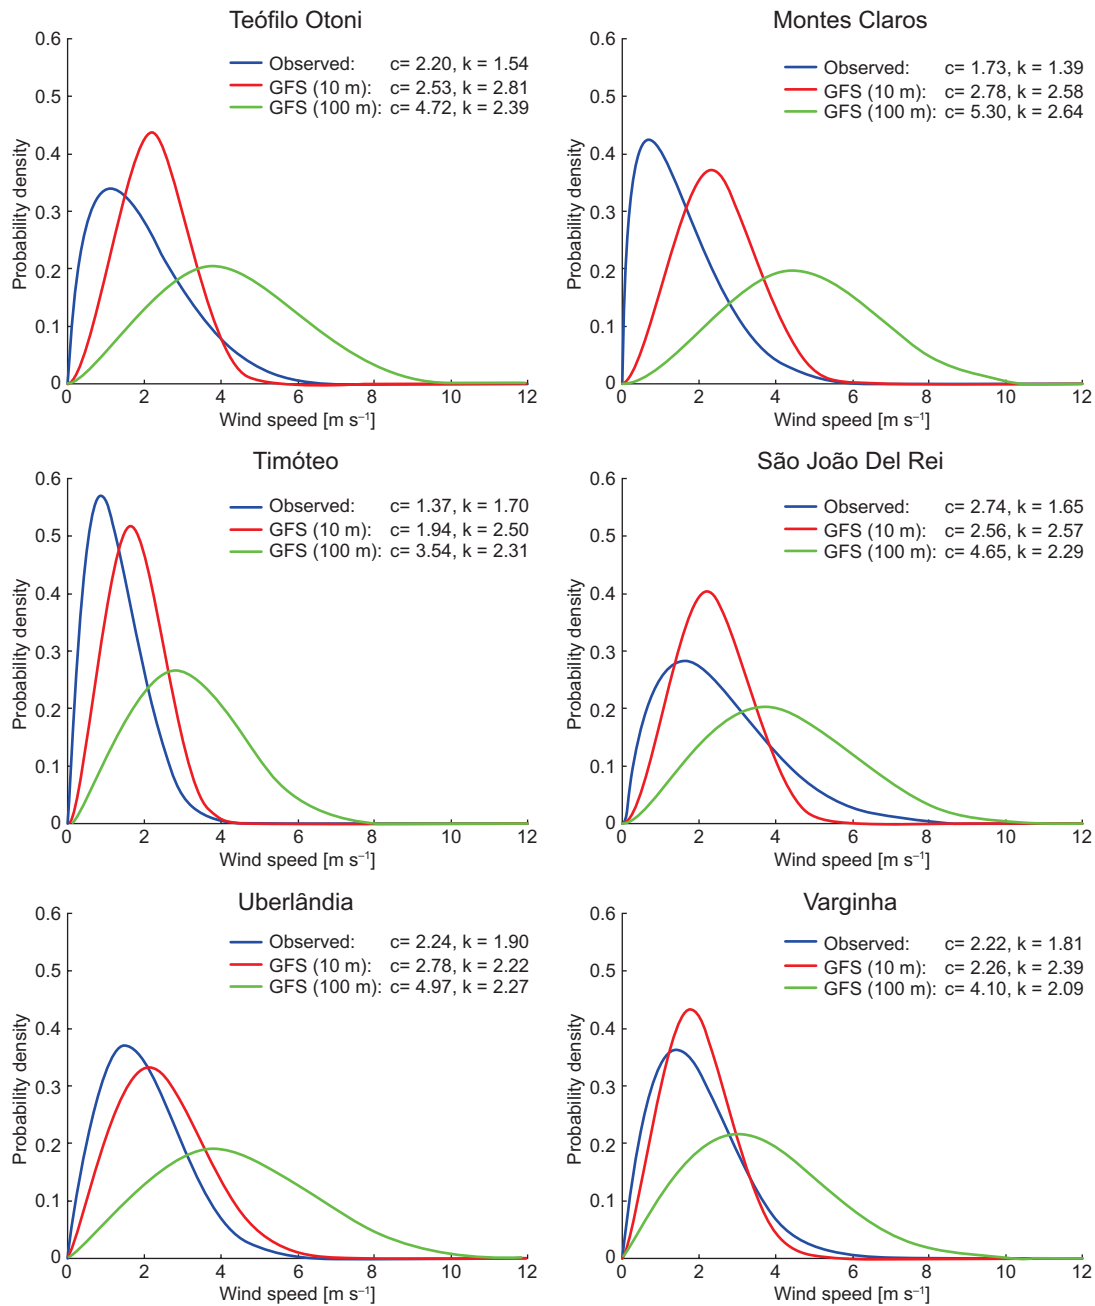 Teófilo Otoni
Probability density
0.6
0.5
0.4
0.3
0.2
0.1
0
Observed: c= 2.20, k = 1.54
GFS (10 m): c= 2.53, k = 2.81
GFS (100 m): c= 4.72, k = 2.39
0 2 4 6 8 10 12
Wind speed [m s⁻¹]
Montes Claros
Probability density
0.6
0.5
0.4
0.3
0.2
0.1
0
Observed: c= 1.73, k = 1.39
GFS (10 m): c= 2.78, k = 2.58
GFS (100 m): c= 5.30, k = 2.64
0 2 4 6 8 10 12
Wind speed [m s⁻¹]
Timóteo
Probability density
0.6
0.5
0.4
0.3
0.2
0.1
0
Observed: c= 1.37, k = 1.70
GFS (10 m): c= 1.94, k = 2.50
GFS (100 m): c= 3.54, k = 2.31
0 2 4 6 8 10 12
Wind speed [m s⁻¹]
São João Del Rei
Probability density
0.6
0.5
0.4
0.3
0.2
0.1
0
Observed: c= 2.74, k = 1.65
GFS (10 m): c= 2.56, k = 2.57
GFS (100 m): c= 4.65, k = 2.29
0 2 4 6 8 10 12
Wind speed [m s⁻¹]
Uberlândia
Probability density
0.6
0.5
0.4
0.3
0.2
0.1
0
Observed: c= 2.24, k = 1.90
GFS (10 m): c= 2.78, k = 2.22
GFS (100 m): c= 4.97, k = 2.27
0 2 4 6 8 10 12
Wind speed [m s⁻¹]
Varginha
Probability density
0.6
0.5
0.4
0.3
0.2
0.1
0
Observed: c= 2.22, k = 1.81
GFS (10 m): c= 2.26, k = 2.39
GFS (100 m): c= 4.10, k = 2.09
0 2 4 6 8 10 12
Wind speed [m s⁻¹]